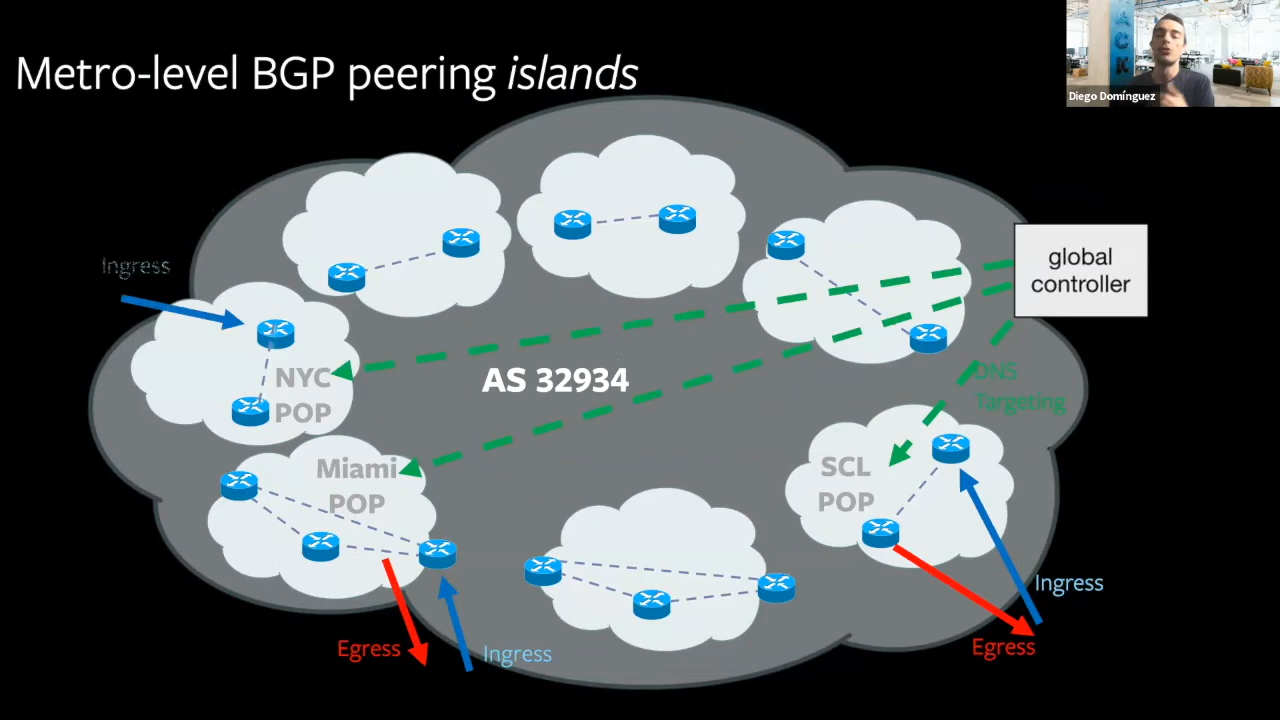 Metro-level BGP peering islands
ACK
Diego Domínguez
global
controller
Ingress
AS 32934
NYC
POP
DNS
Targeting
Miami
POP
SCL
POP
Ingress
Egress
Ingress
Egress